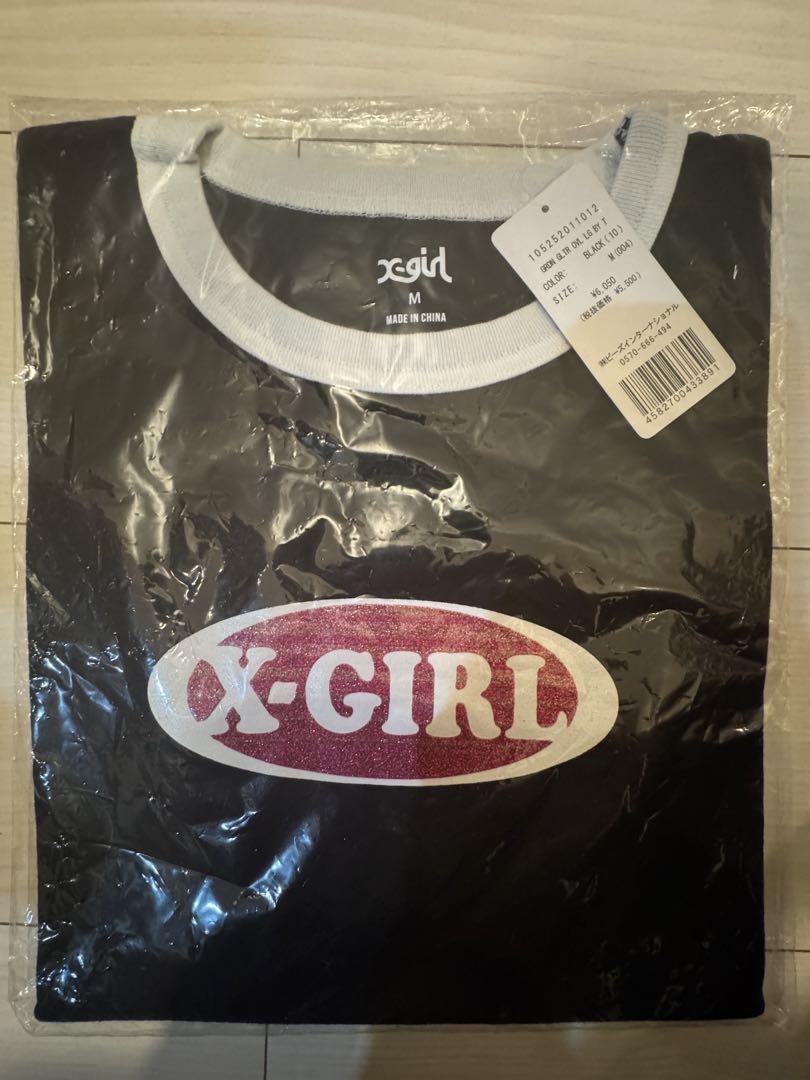 x-girl
M
MADE IN CHINA
105252011012
GRDN GLTR OVL LG BY T
COLOR: BLACK(10)
SIZE: M(004)
¥6,050
(税抜価格 ¥5,500)
㈱ビーズインターナショナル
0570-666-494
4582700433891
X-GIRL